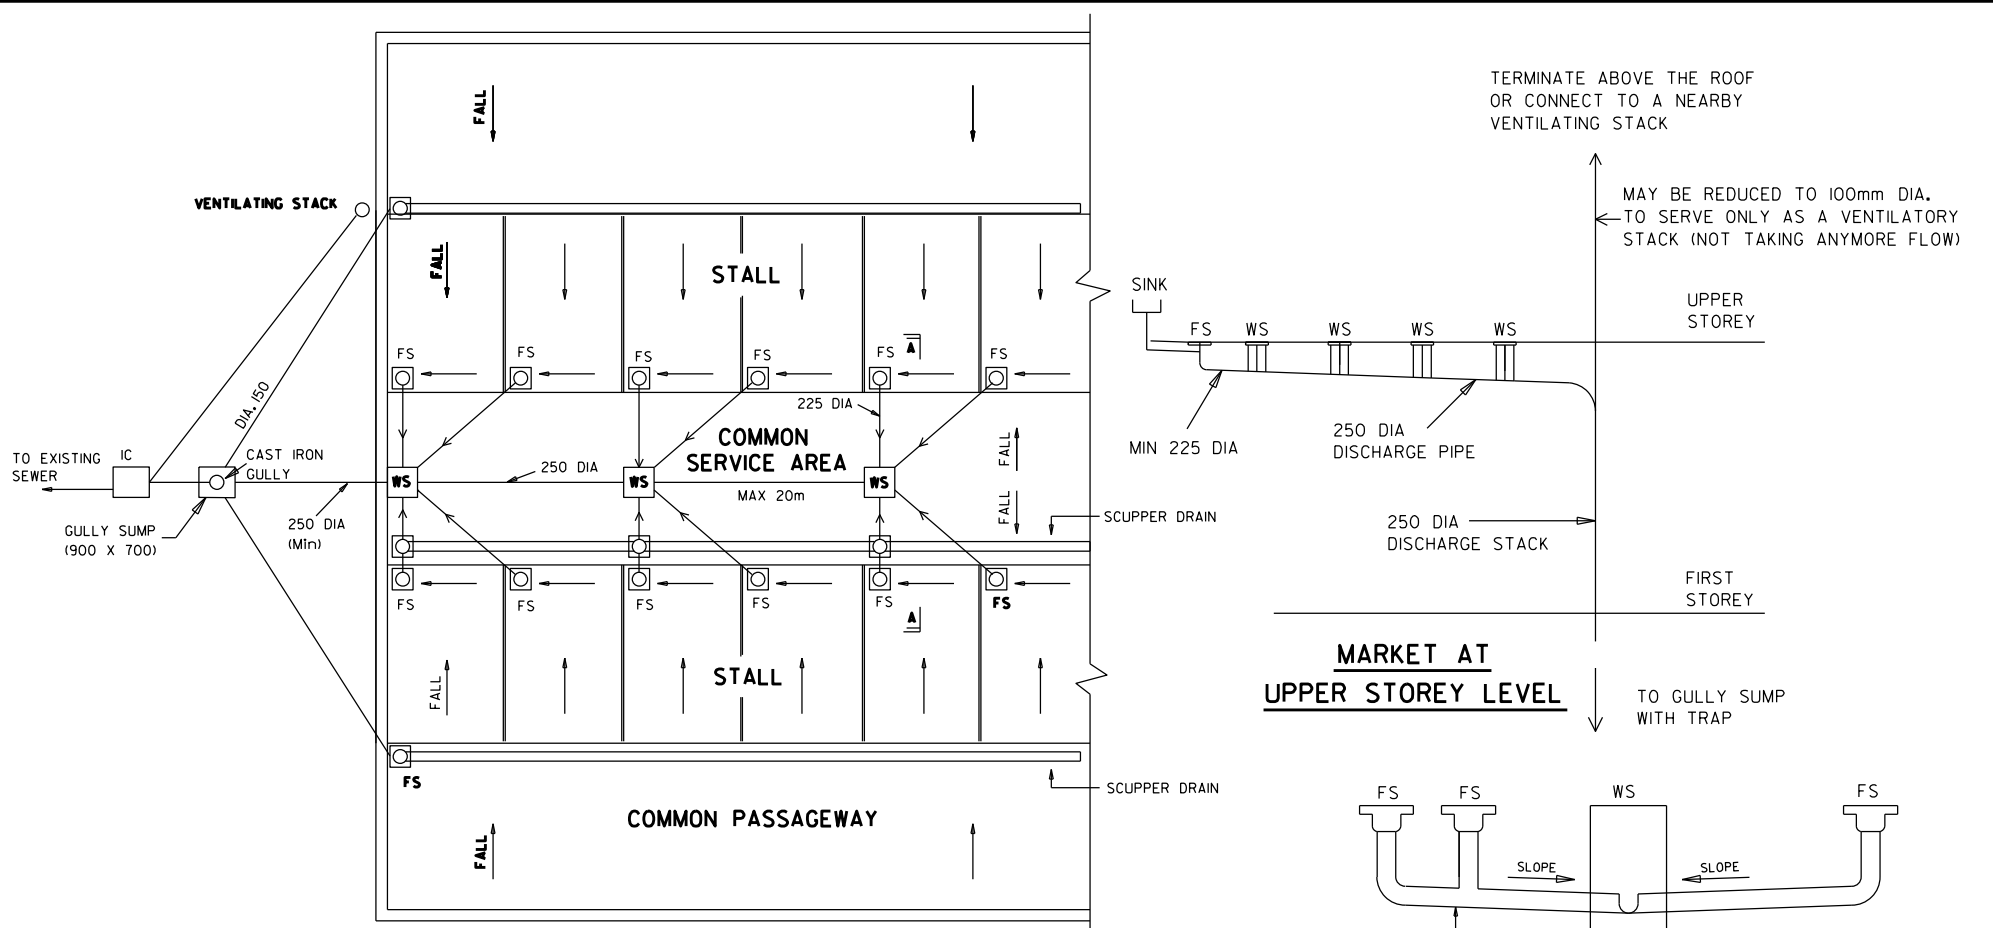 FALL
VENTILATING STACK
FALL
STALL
FS
FS
FS
FS
FS
A
FS
DIA. 150
225 DIA
COMMON
SERVICE AREA
MAX 20m
FALL
FALL
TO EXISTING
SEWER
IC
CAST IRON
GULLY
WS
250 DIA
WS
WS
GULLY SUMP
(900 X 700)
250 DIA
(Min)
SCUPPER DRAIN
FS
FS
FS
FS
FS
A
FS
FALL
STALL
FS
SCUPPER DRAIN
COMMON PASSAGEWAY
FALL
TERMINATE ABOVE THE ROOF
OR CONNECT TO A NEARBY
VENTILATING STACK
MAY BE REDUCED TO 100mm DIA.
TO SERVE ONLY AS A VENTILATORY
STACK (NOT TAKING ANYMORE FLOW)
SINK
UPPER
STOREY
FS
WS
WS
WS
WS
MIN 225 DIA
250 DIA
DISCHARGE PIPE
250 DIA
DISCHARGE STACK
FIRST
STOREY
MARKET AT
UPPER STOREY LEVEL
TO GULLY SUMP
WITH TRAP
FS
FS
WS
FS
SLOPE
SLOPE